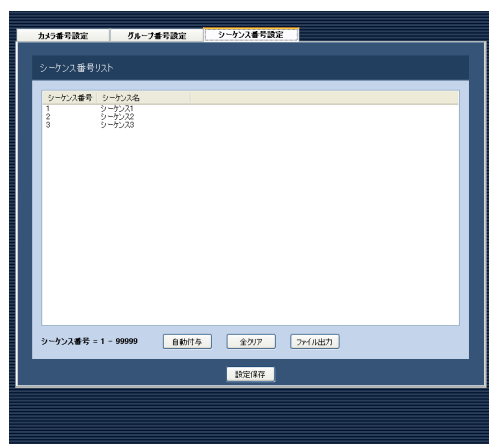 カメラ番号設定 グループ番号設定 シーケンス番号設定
シーケンス番号リスト
シーケンス番号 シーケンス名
1 シーケンス1
2 シーケンス2
3 シーケンス3
シーケンス番号 = 1 - 99999 自動付与 全クリア ファイル出力
設定保存